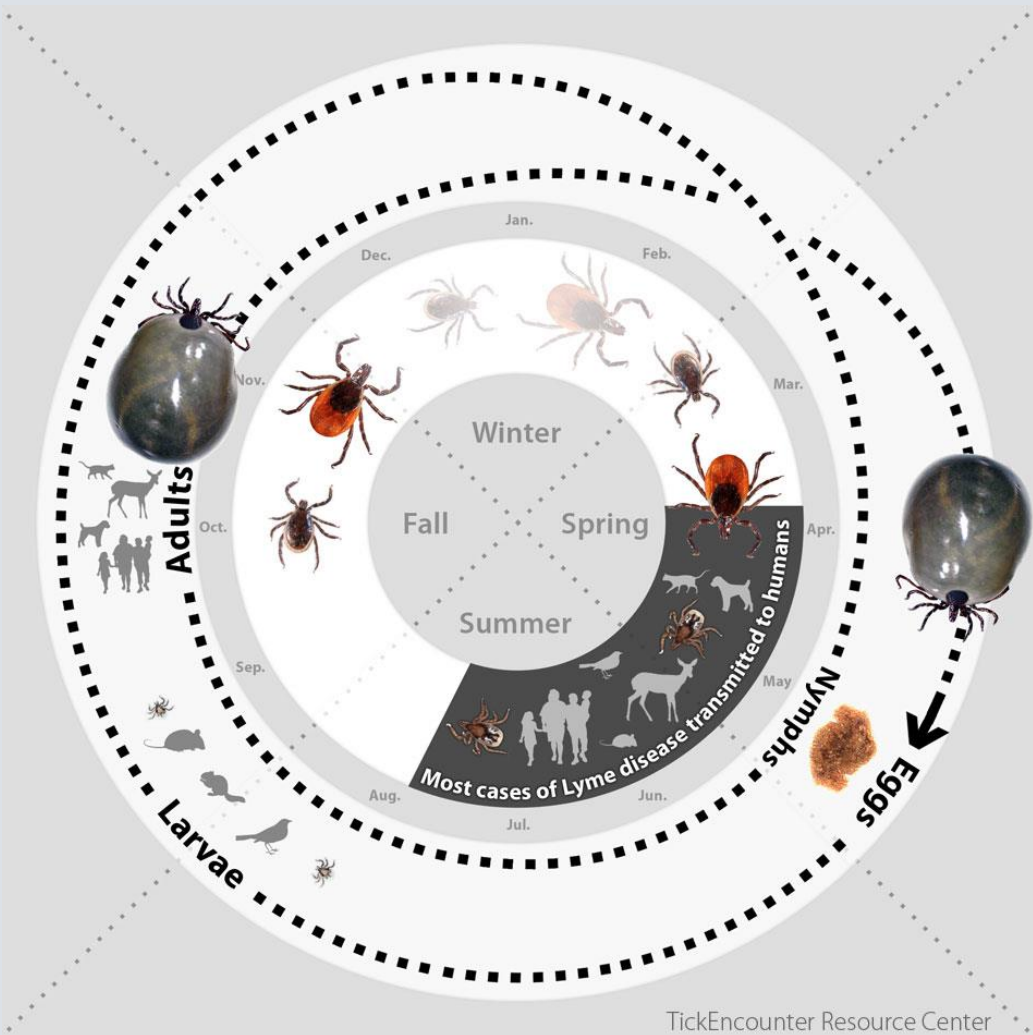 Jan.
Dec.
Feb.
Nov.
Mar.
Winter
Fall
Spring
Adults
Oct.
Apr.
Summer
Sep.
May
Nympds
Most cases of Lyme disease transmitted to humans
Eggs
Larvae
Aug.
Jun.
Jul.
TickEncounter Resource Center